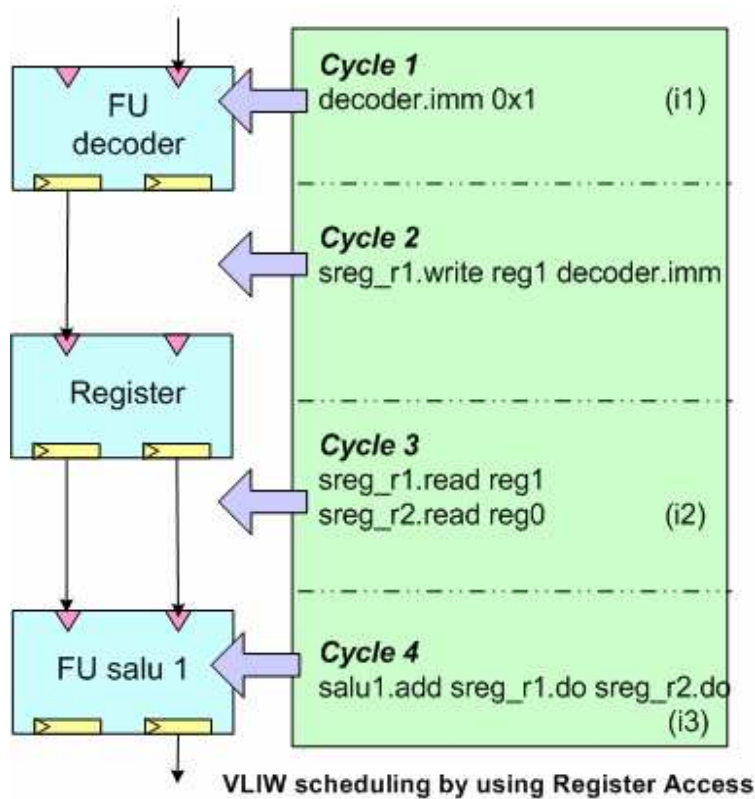 FU
decoder
Cycle 1
decoder.imm 0x1 (i1)
Cycle 2
sreg_r1.write reg1 decoder.imm
Register
Cycle 3
sreg_r1.read reg1
sreg_r2.read reg0 (i2)
FU salu 1
Cycle 4
salu1.add sreg_r1.do sreg_r2.do
(i3)
VLIW scheduling by using Register Access